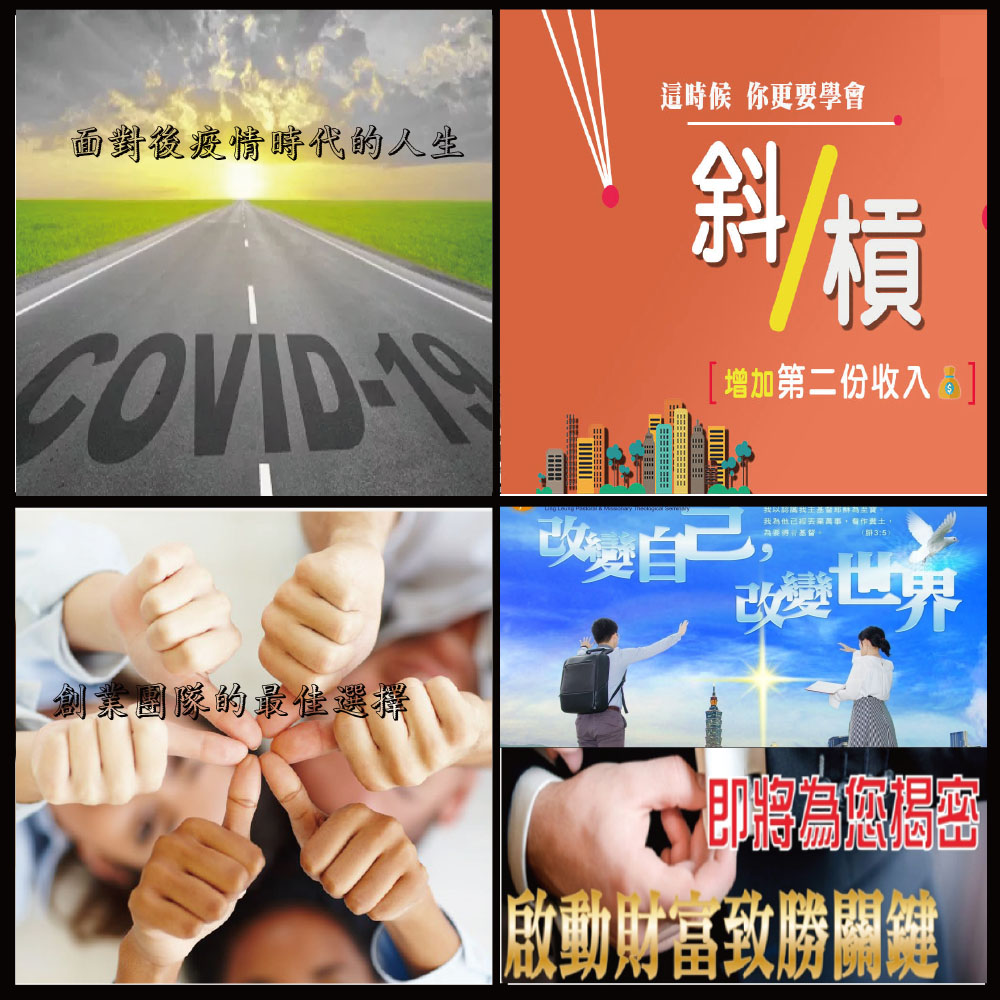 面對後疫情時代的人生
COVID-19
這時候 你更要學會
斜/槓
[增加第二份收入]
創業團隊的最佳選擇
Ling Leung Pastoral & Missionary Theological Seminary
我以認識我主基督耶穌為至寶，
我為他已經丟棄萬事，看作糞土，
為要得著基督。 (腓3:5)
改變自己,
改變世界
即將為您揭密
啟動財富致勝關鍵